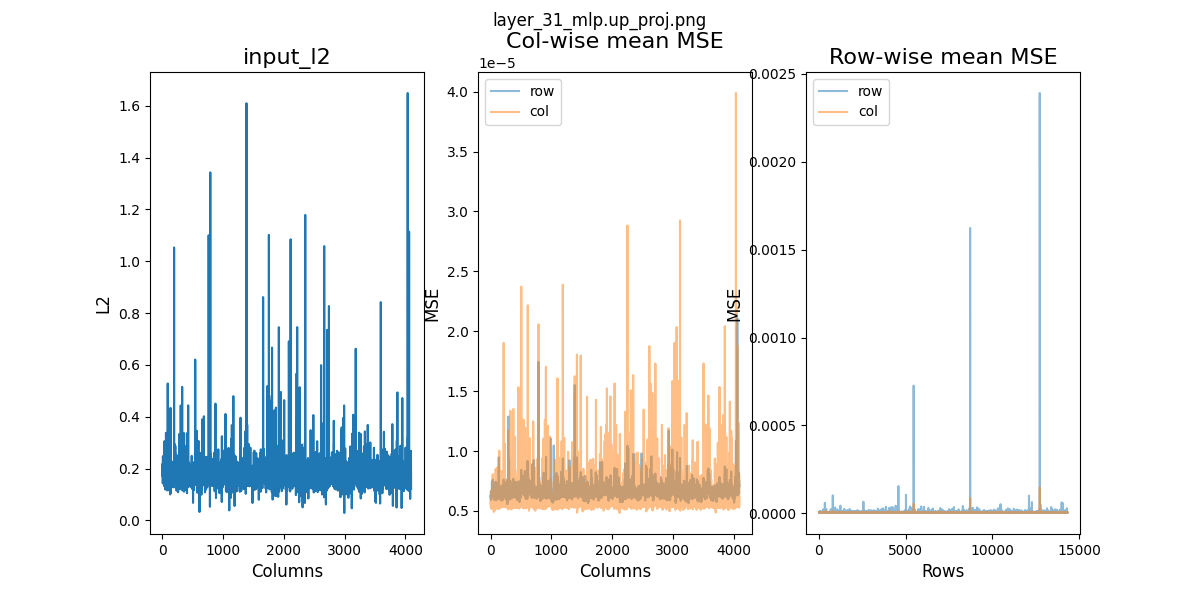 layer_31_mlp.up_proj.png
input_l2
L2
1.6
1.4
1.2
1.0
0.8
0.6
0.4
0.2
0.0
0
1000
2000
3000
4000
Columns
Col-wise mean MSE
1e−5
row
col
MSE
4.0
3.5
3.0
2.5
2.0
1.5
1.0
0.5
0
1000
2000
3000
4000
Columns
Row-wise mean MSE
row
col
MSE
0.0025
0.0020
0.0015
0.0010
0.0005
0.0000
0
5000
10000
15000
Rows